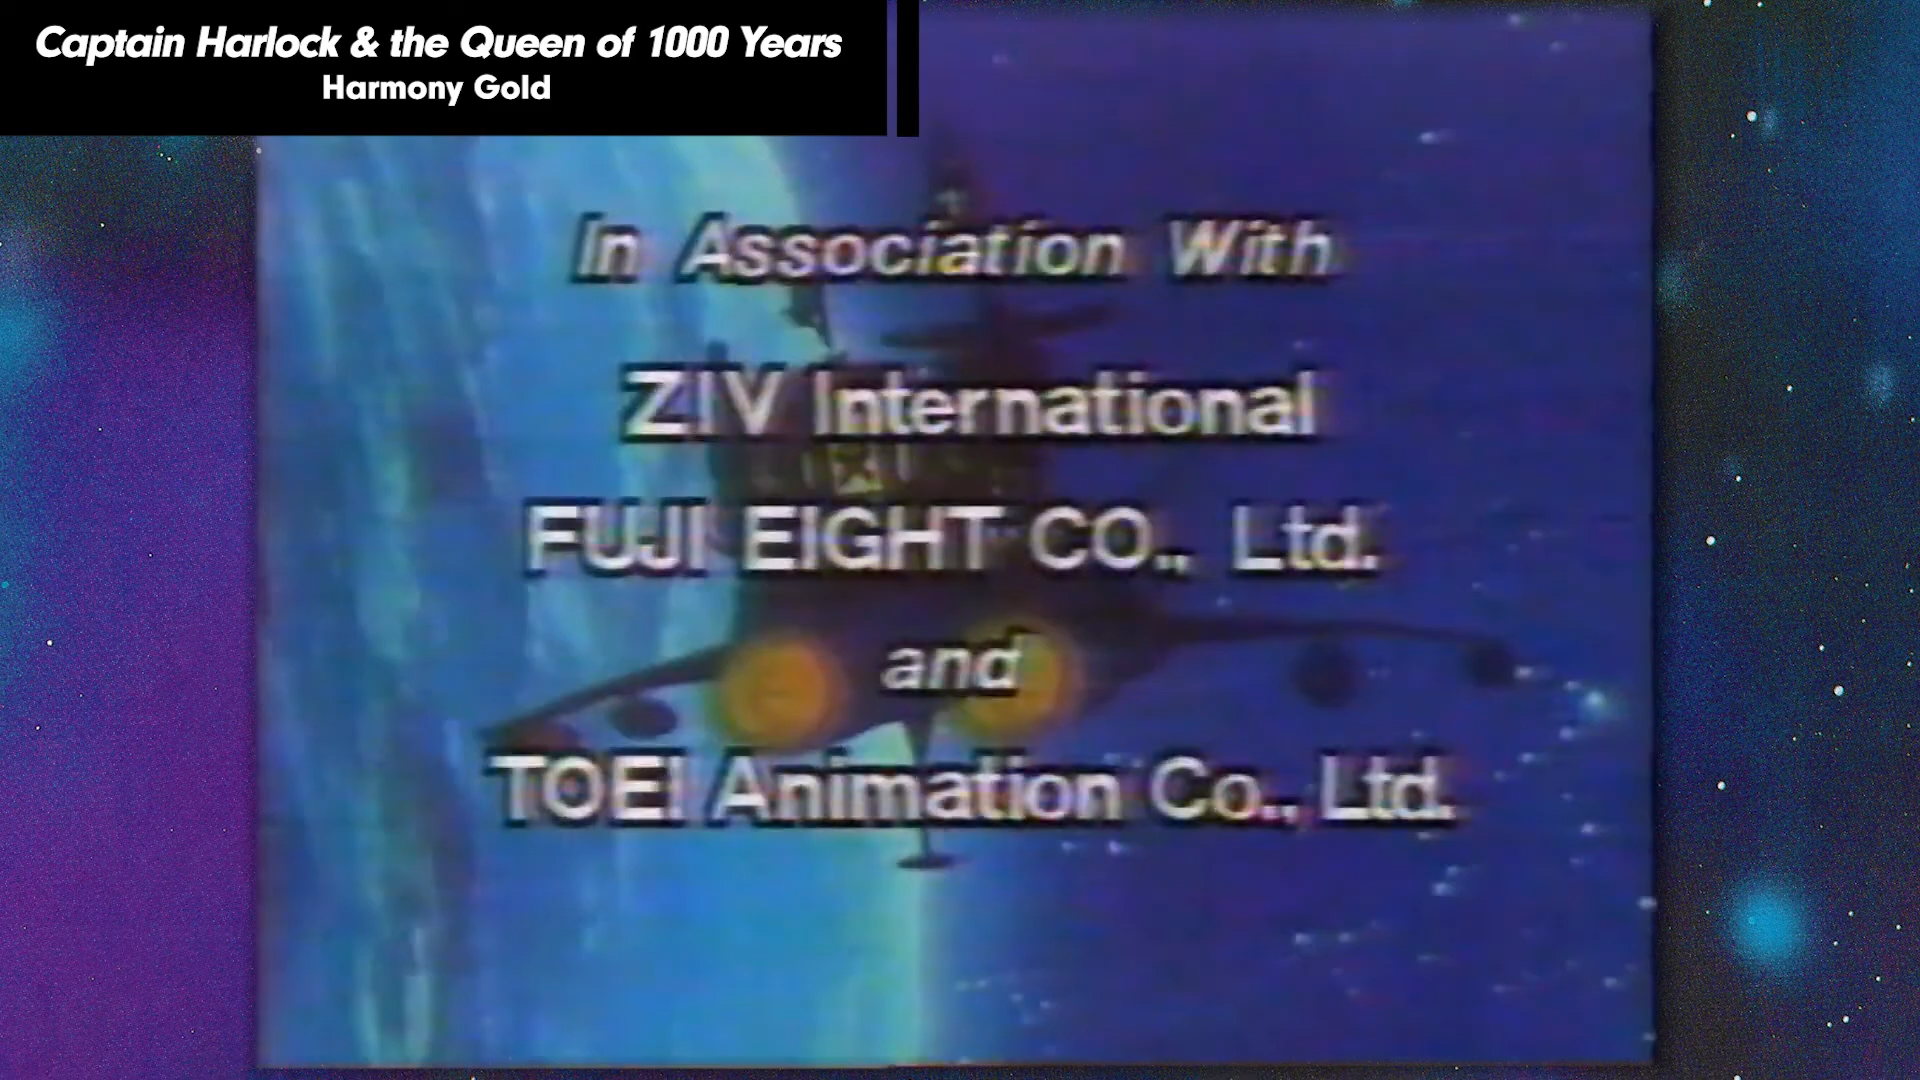 Captain Harlock & the Queen of 1000 Years
Harmony Gold
In Association With
ZIV International
FUJI EIGHT CO., Ltd.
and
TOEI Animation Co., Ltd.